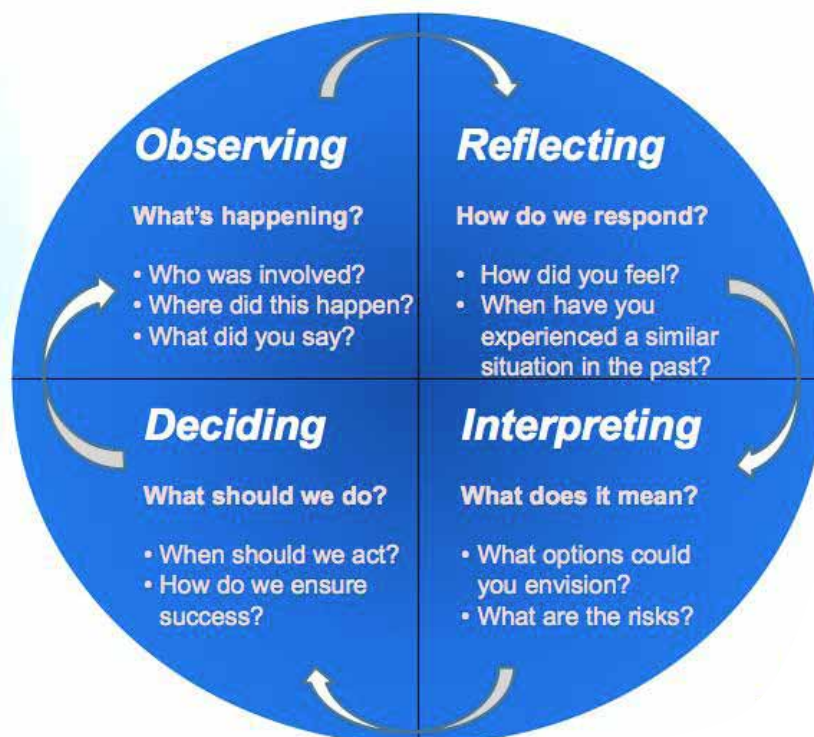 Observing
What's happening?
• Who was involved?
• Where did this happen?
• What did you say?
Reflecting
How do we respond?
• How did you feel?
• When have you
experienced a similar
situation in the past?
Deciding
What should we do?
• When should we act?
• How do we ensure
success?
Interpreting
What does it mean?
• What options could
you envision?
• What are the risks?